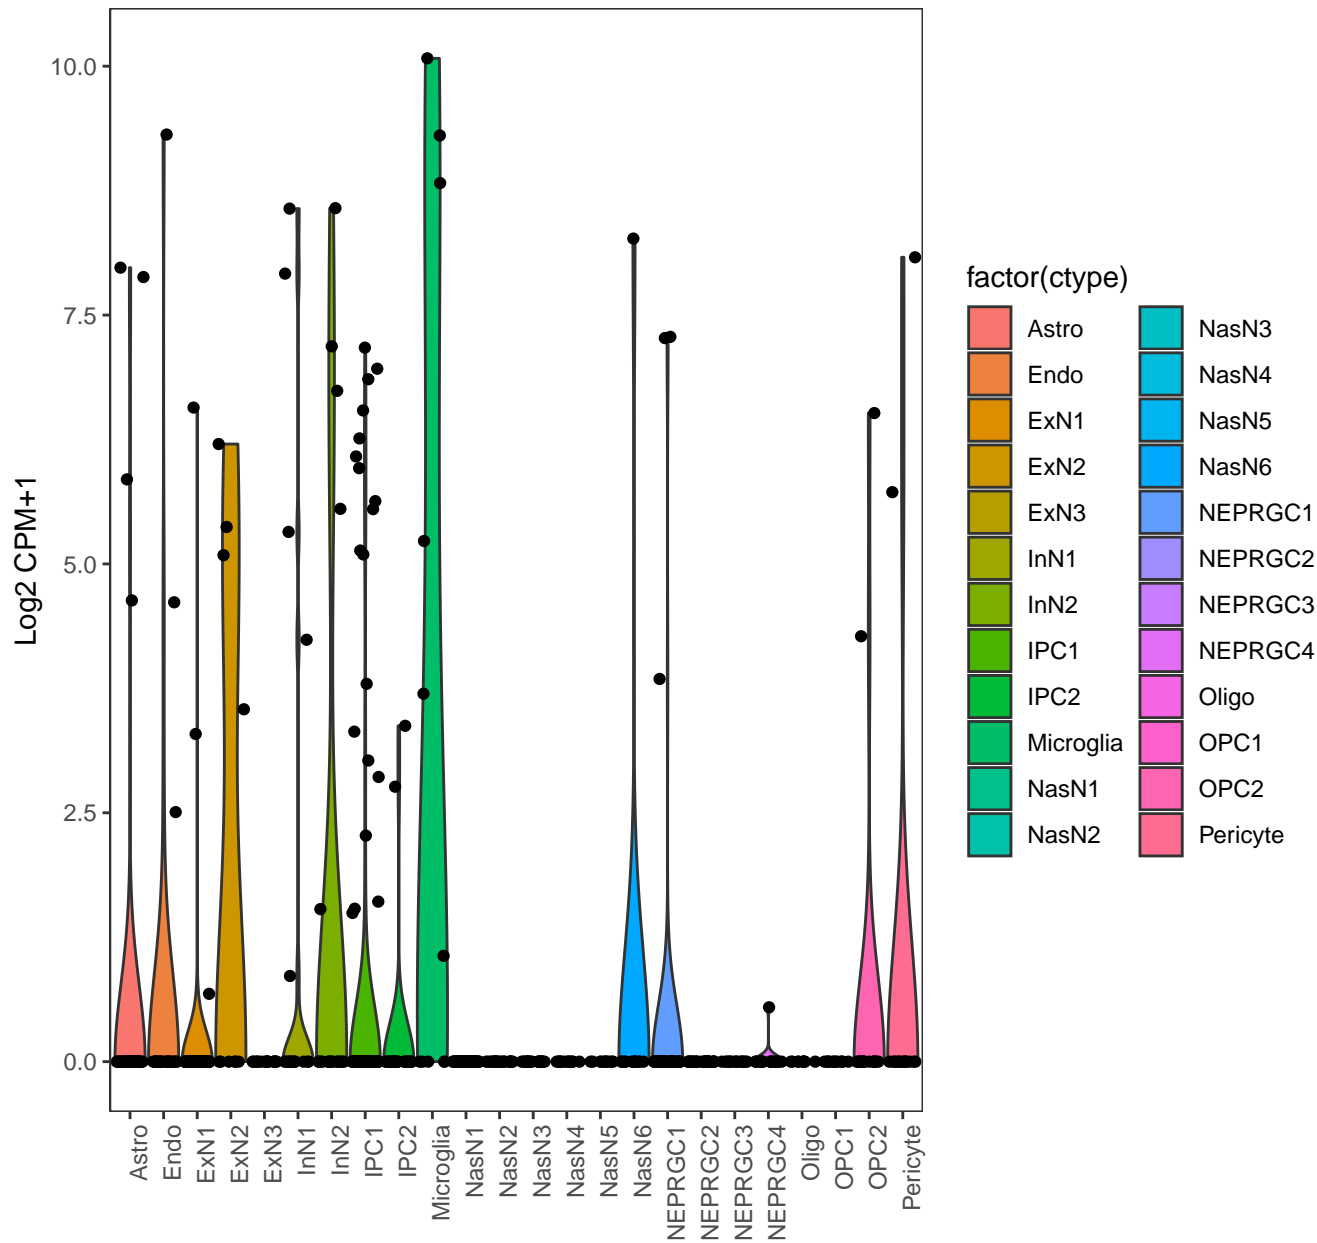 10.0
7.5
5.0
2.5
0.0
Log2 CPM+1
Astro
Endo
ExN1
ExN2
ExN3
InN1
InN2
IPC1
IPC2
Microglia
NasN1
NasN2
NasN3
NasN4
NasN5
NasN6
NEPRGC1
NEPRGC2
NEPRGC3
NEPRGC4
Oligo
OPC1
OPC2
Pericyte
factor(ctype)
Astro
Endo
ExN1
ExN2
ExN3
InN1
InN2
IPC1
IPC2
Microglia
NasN1
NasN2
NasN3
NasN4
NasN5
NasN6
NEPRGC1
NEPRGC2
NEPRGC3
NEPRGC4
Oligo
OPC1
OPC2
Pericyte